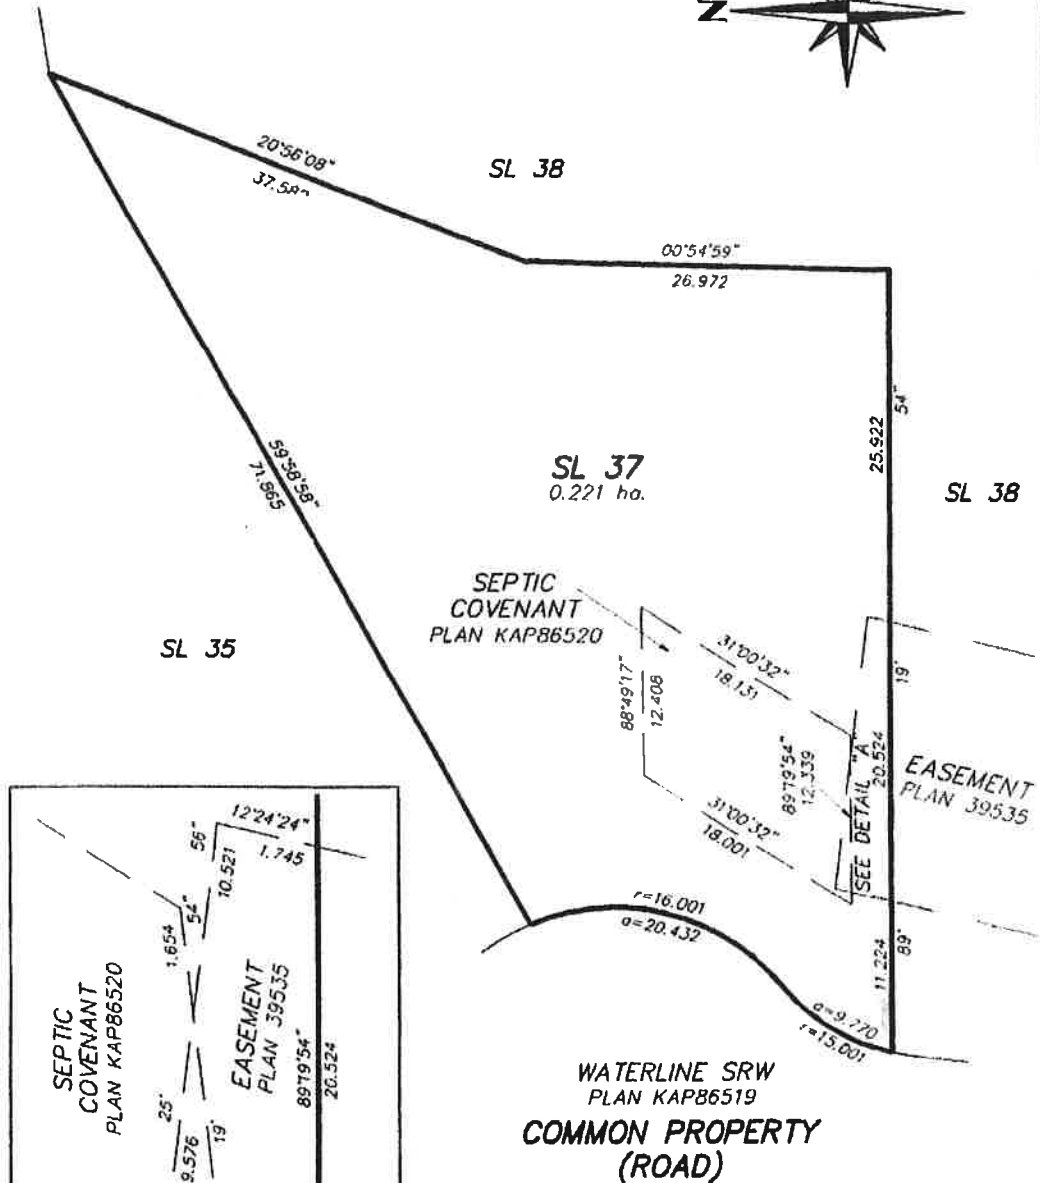 N
20°56'08"
SL 38
00°54'59"
26.972
54"
25.922
SL 37
0.221 ha.
SL 38
59°58'58"
71.865
SEPTIC
COVENANT
PLAN KAP86520
SL 35
31°00'32"
18.131
88°49'17"
12.408
19'
89°19'54"
12.339
SEE DETAIL "A"
20.524
EASEMENT
PLAN 39535
31°00'32"
18.001
r=16.001
a=20.432
11.224
89°
a=9.770
r=15.001
WATERLINE SRW
PLAN KAP86519
COMMON PROPERTY
(ROAD)
12°24'24"
1.745
56"
10.521
54"
1.654
SEPTIC
COVENANT
PLAN KAP86520
EASEMENT
PLAN 39535
89°19'54"
20.524
25'
19'
9.576